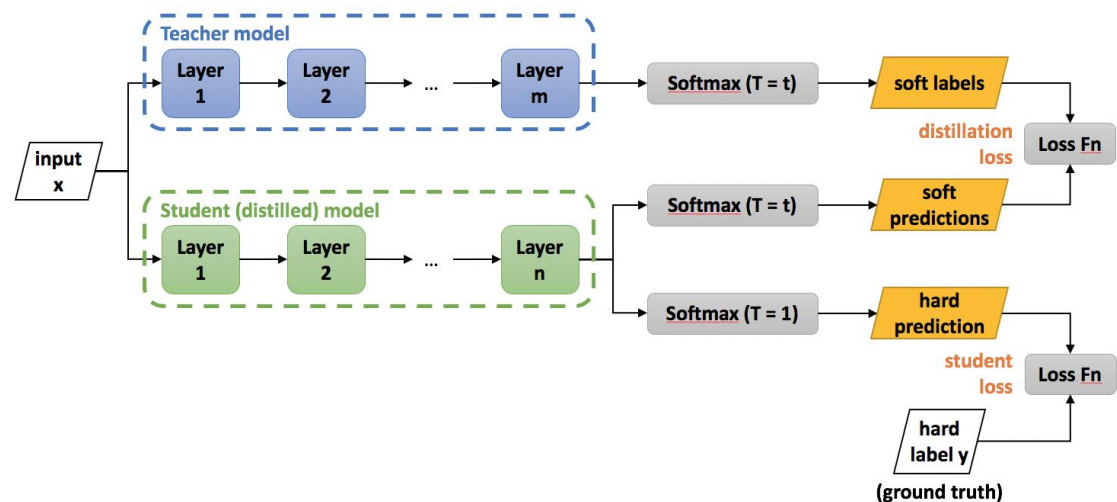 Teacher model
Layer
1
Layer
2
...
Layer
m
Softmax (T = t)
soft labels
input
x
distillation
loss
Loss Fn
Student (distilled) model
Layer
1
Layer
2
...
Layer
n
Softmax (T = t)
soft
predictions
Softmax (T = 1)
hard
prediction
student
loss
Loss Fn
hard
label y
(ground truth)